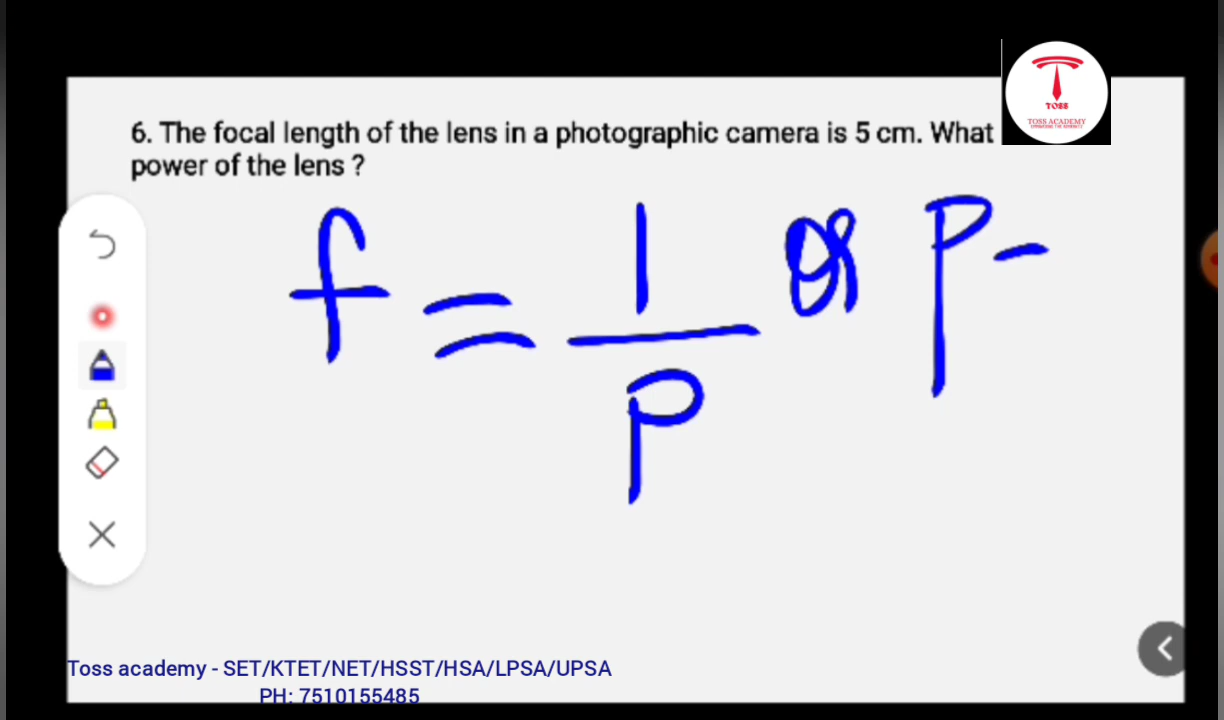 TOSS
TOSS ACADEMY
6. The focal length of the lens in a photographic camera is 5 cm. What
power of the lens ?
f = 1/P or P -
Toss academy - SET/KTET/NET/HSST/HSA/LPSA/UPSA
PH: 7510155485